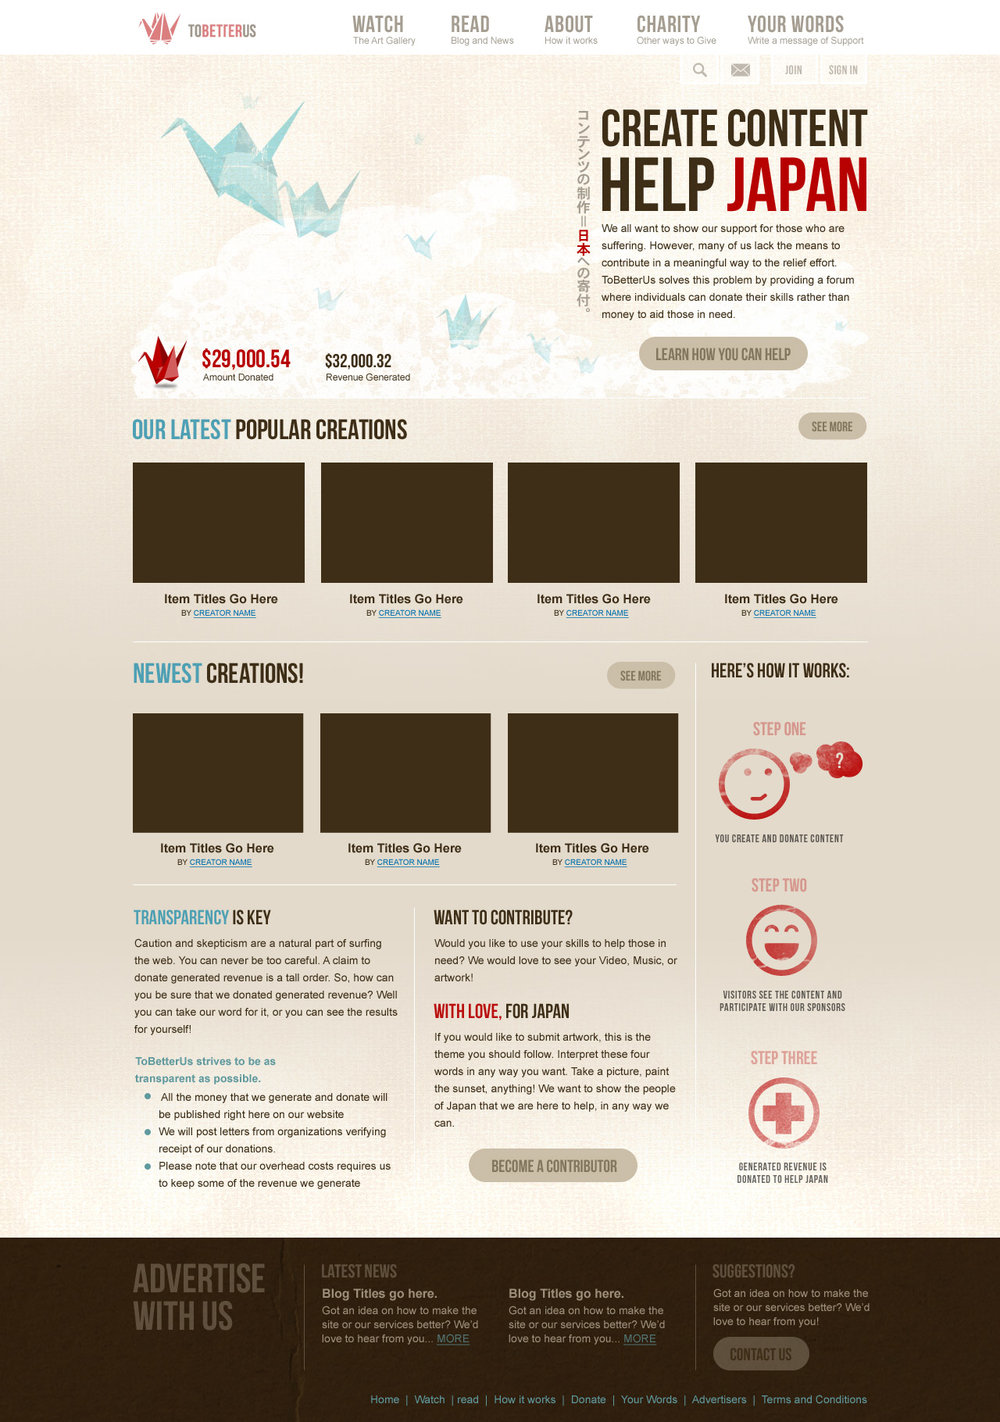 TOBETTERUS
WATCH
The Art Gallery
READ
Blog and News
ABOUT
How it works
CHARITY
Other ways to Give
YOUR WORDS
Write a message of Support
JOIN
SIGN IN
コンテンツの制作=日本への寄付。
CREATE CONTENT
HELP JAPAN
We all want to show our support for those who are
suffering. However, many of us lack the means to
contribute in a meaningful way to the relief effort.
ToBetterUs solves this problem by providing a forum
where individuals can donate their skills rather than
money to aid those in need.
LEARN HOW YOU CAN HELP
$29,000.54
Amount Donated
$32,000.32
Revenue Generated
OUR LATEST POPULAR CREATIONS
SEE MORE
Item Titles Go Here
BY CREATOR NAME
Item Titles Go Here
BY CREATOR NAME
Item Titles Go Here
BY CREATOR NAME
Item Titles Go Here
BY CREATOR NAME
NEWEST CREATIONS!
SEE MORE
Item Titles Go Here
BY CREATOR NAME
Item Titles Go Here
BY CREATOR NAME
Item Titles Go Here
BY CREATOR NAME
HERE'S HOW IT WORKS:
STEP ONE
?
YOU CREATE AND DONATE CONTENT
STEP TWO
VISITORS SEE THE CONTENT AND
PARTICIPATE WITH OUR SPONSORS
STEP THREE
GENERATED REVENUE IS
DONATED TO HELP JAPAN
TRANSPARENCY IS KEY
Caution and skepticism are a natural part of surfing
the web. You can never be too careful. A claim to
donate generated revenue is a tall order. So, how can
you be sure that we donated generated revenue? Well
you can take our word for it, or you can see the results
for yourself!
ToBetterUs strives to be as
transparent as possible.
All the money that we generate and donate will
be published right here on our website
We will post letters from organizations verifying
receipt of our donations.
Please note that our overhead costs requires us
to keep some of the revenue we generate
WANT TO CONTRIBUTE?
Would you like to use your skills to help those in
need? We would love to see your Video, Music, or
artwork!
WITH LOVE, FOR JAPAN
If you would like to submit artwork, this is the
theme you should follow. Interpret these four
words in any way you want. Take a picture, paint
the sunset, anything! We want to show the people
of Japan that we are here to help, in any way we
can.
BECOME A CONTRIBUTOR
ADVERTISE
WITH US
LATEST NEWS
Blog Titles go here.
Got an idea on how to make the
site or our services better? We'd
love to hear from you... MORE
Blog Titles go here.
Got an idea on how to make the
site or our services better? We'd
love to hear from you... MORE
SUGGESTIONS?
Got an idea on how to make the
site or our services better? We'd
love to hear from you!
CONTACT US
Home | Watch | read | How it works | Donate | Your Words | Advertisers | Terms and Conditions